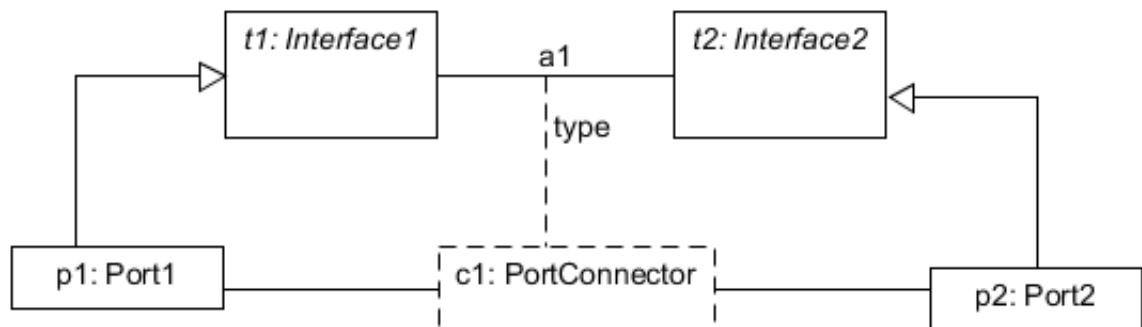 t1: Interface1
a1
t2: Interface2
type
p1: Port1
c1: PortConnector
p2: Port2